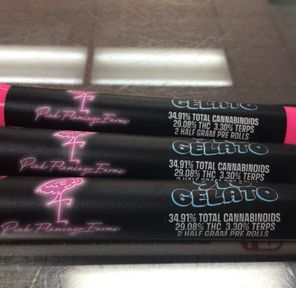 Pink Flamingo Farms
GELATO
34.91% TOTAL CANNABINOIDS
29.08% THC 3.30% TERPS
2 HALF GRAM PRE ROLLS
Pink Flamingo Farms
GELATO
34.91% TOTAL CANNABINOIDS
29.08% THC 3.30% TERPS
2 HALF GRAM PRE ROLLS
Pink Flamingo Farms
GELATO
34.91% TOTAL CANNABINOIDS
29.08% THC 3.30% TERPS
2 HALF GRAM PRE ROLLS